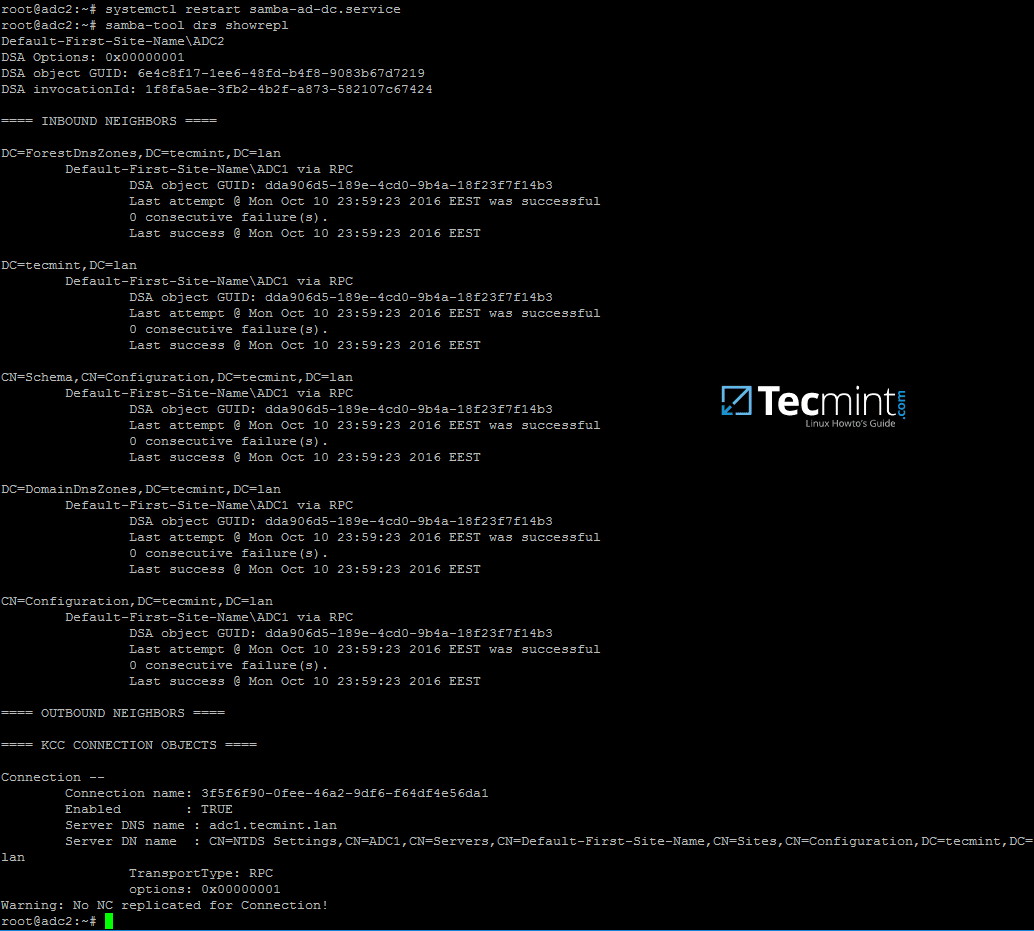 root@adc2:~# systemctl restart samba-ad-dc.service
root@adc2:~# samba-tool drs showrepl
Default-First-Site-Name\ADC2
DSA Options: 0x00000001
DSA object GUID: 6e4c8f17-1ee6-48fd-b4f8-9083b67d7219
DSA invocationId: 1f8fa5ae-3fb2-4b2f-a873-582107c67424

==== INBOUND NEIGHBORS ====

DC=ForestDnsZones,DC=tecmint,DC=lan
        Default-First-Site-Name\ADC1 via RPC
                DSA object GUID: dda906d5-189e-4cd0-9b4a-18f23f7f14b3
                Last attempt @ Mon Oct 10 23:59:23 2016 EEST was successful
                0 consecutive failure(s).
                Last success @ Mon Oct 10 23:59:23 2016 EEST

DC=tecmint,DC=lan
        Default-First-Site-Name\ADC1 via RPC
                DSA object GUID: dda906d5-189e-4cd0-9b4a-18f23f7f14b3
                Last attempt @ Mon Oct 10 23:59:23 2016 EEST was successful
                0 consecutive failure(s).
                Last success @ Mon Oct 10 23:59:23 2016 EEST

CN=Schema,CN=Configuration,DC=tecmint,DC=lan
        Default-First-Site-Name\ADC1 via RPC
                DSA object GUID: dda906d5-189e-4cd0-9b4a-18f23f7f14b3
                Last attempt @ Mon Oct 10 23:59:23 2016 EEST was successful
                0 consecutive failure(s).
                Last success @ Mon Oct 10 23:59:23 2016 EEST

DC=DomainDnsZones,DC=tecmint,DC=lan
        Default-First-Site-Name\ADC1 via RPC
                DSA object GUID: dda906d5-189e-4cd0-9b4a-18f23f7f14b3
                Last attempt @ Mon Oct 10 23:59:23 2016 EEST was successful
                0 consecutive failure(s).
                Last success @ Mon Oct 10 23:59:23 2016 EEST

CN=Configuration,DC=tecmint,DC=lan
        Default-First-Site-Name\ADC1 via RPC
                DSA object GUID: dda906d5-189e-4cd0-9b4a-18f23f7f14b3
                Last attempt @ Mon Oct 10 23:59:23 2016 EEST was successful
                0 consecutive failure(s).
                Last success @ Mon Oct 10 23:59:23 2016 EEST

==== OUTBOUND NEIGHBORS ====

==== KCC CONNECTION OBJECTS ====

Connection --
        Connection name: 3f5f6f90-0fee-46a2-9df6-f64df4e56da1
        Enabled        : TRUE
        Server DNS name : adc1.tecmint.lan
        Server DN name  : CN=NTDS Settings,CN=ADC1,CN=Servers,CN=Default-First-Site-Name,CN=Sites,CN=Configuration,DC=tecmint,DC=
lan
                TransportType: RPC
                options: 0x00000001
Warning: No NC replicated for Connection!
root@adc2:~#
Tecmint.com
Linux Howto's Guide